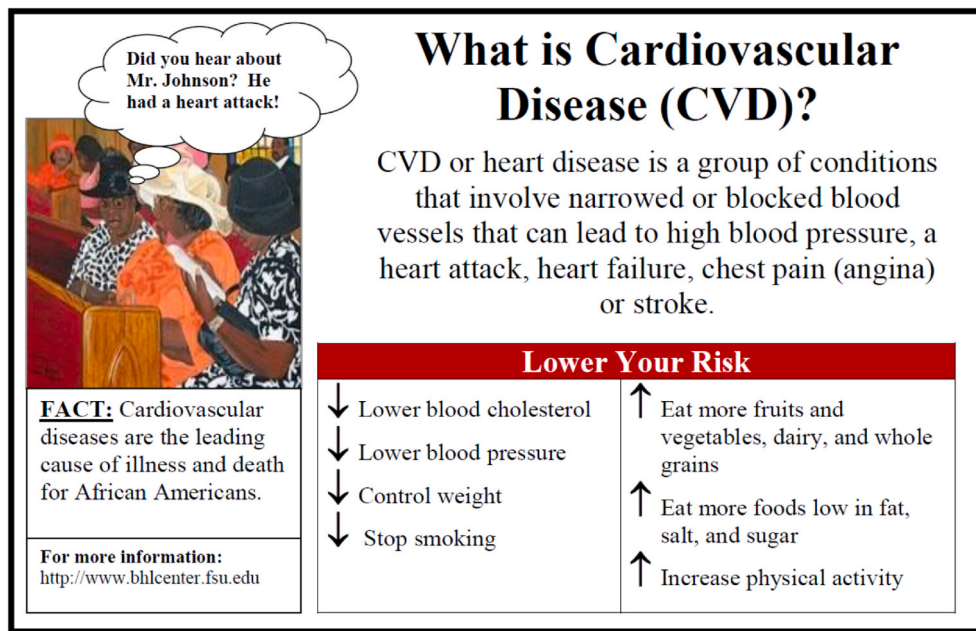 Did you hear about
Mr. Johnson?  He
had a heart attack!
What is Cardiovascular
Disease (CVD)?
CVD or heart disease is a group of conditions
that involve narrowed or blocked blood
vessels that can lead to high blood pressure, a
heart attack, heart failure, chest pain (angina)
or stroke.
FACT: Cardiovascular
diseases are the leading
cause of illness and death
for African Americans.
For more information:
http://www.bhlcenter.fsu.edu
Lower Your Risk
↓ Lower blood cholesterol
↓ Lower blood pressure
↓ Control weight
↓ Stop smoking
↑ Eat more fruits and
vegetables, dairy, and whole
grains
↑ Eat more foods low in fat,
salt, and sugar
↑ Increase physical activity